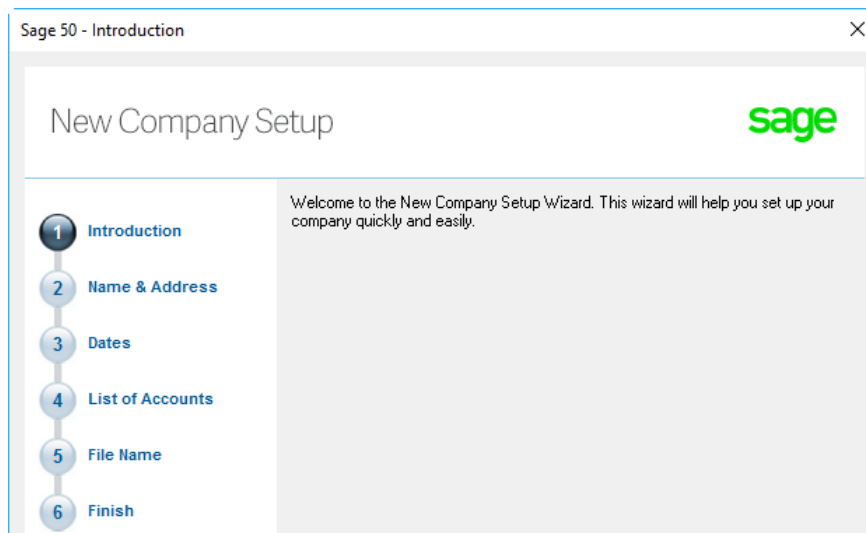 Sage 50 - Introduction
New Company Setup
sage
Welcome to the New Company Setup Wizard. This wizard will help you set up your
company quickly and easily.
1 Introduction
2 Name & Address
3 Dates
4 List of Accounts
5 File Name
6 Finish